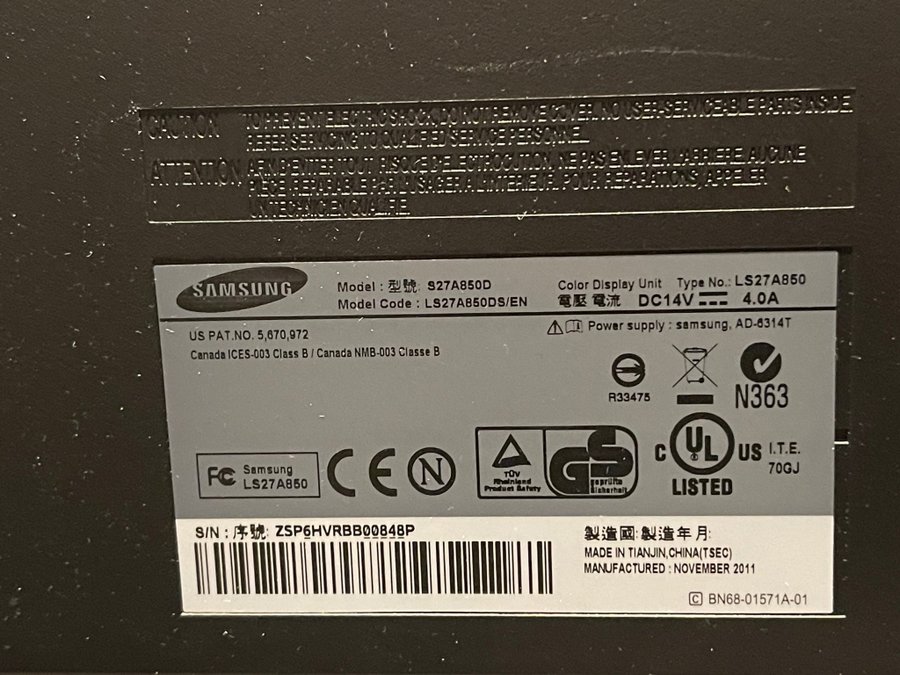 CAUTION TO PREVENT ELECTRIC SHOCK, DO NOT REMOVE COVER. NO USER-SERVICEABLE PARTS INSIDE
REFER SERVICING TO QUALIFIED SERVICE PERSONNEL.
ATTENTION AFIN D'EVITER TOUT RISQUE D'ELECTROCUTION, NE PAS ENLEVER L'ARRIERE. AUCUNE
PIECE REPARABLE PAR L'USAGER A L'INTERIEUR. POUR REPARATIONS, APPELER
UN TECHNICIEN QUALIFIE.
SAMSUNG
Model : 型號: S27A850D
Model Code : LS27A850DS/EN
Color Display Unit Type No.: LS27A850
電壓 電流 DC14V 4.0A
US PAT.NO. 5,670,972
Canada ICES-003 Class B / Canada NMB-003 Classe B
Power supply : samsung, AD-6314T
R33475
N363
FC Samsung
LS27A850
CE
N
TÜV
Rheinland
Product Safety
GS
geprüfte
Sicherheit
C UL US
LISTED
I.T.E.
70GJ
S/N : 序號: ZSP6HVRBB00848P
製造國: 製造年月:
MADE IN TIANJIN,CHINA(TSEC)
MANUFACTURED : NOVEMBER 2011
C BN68-01571A-01